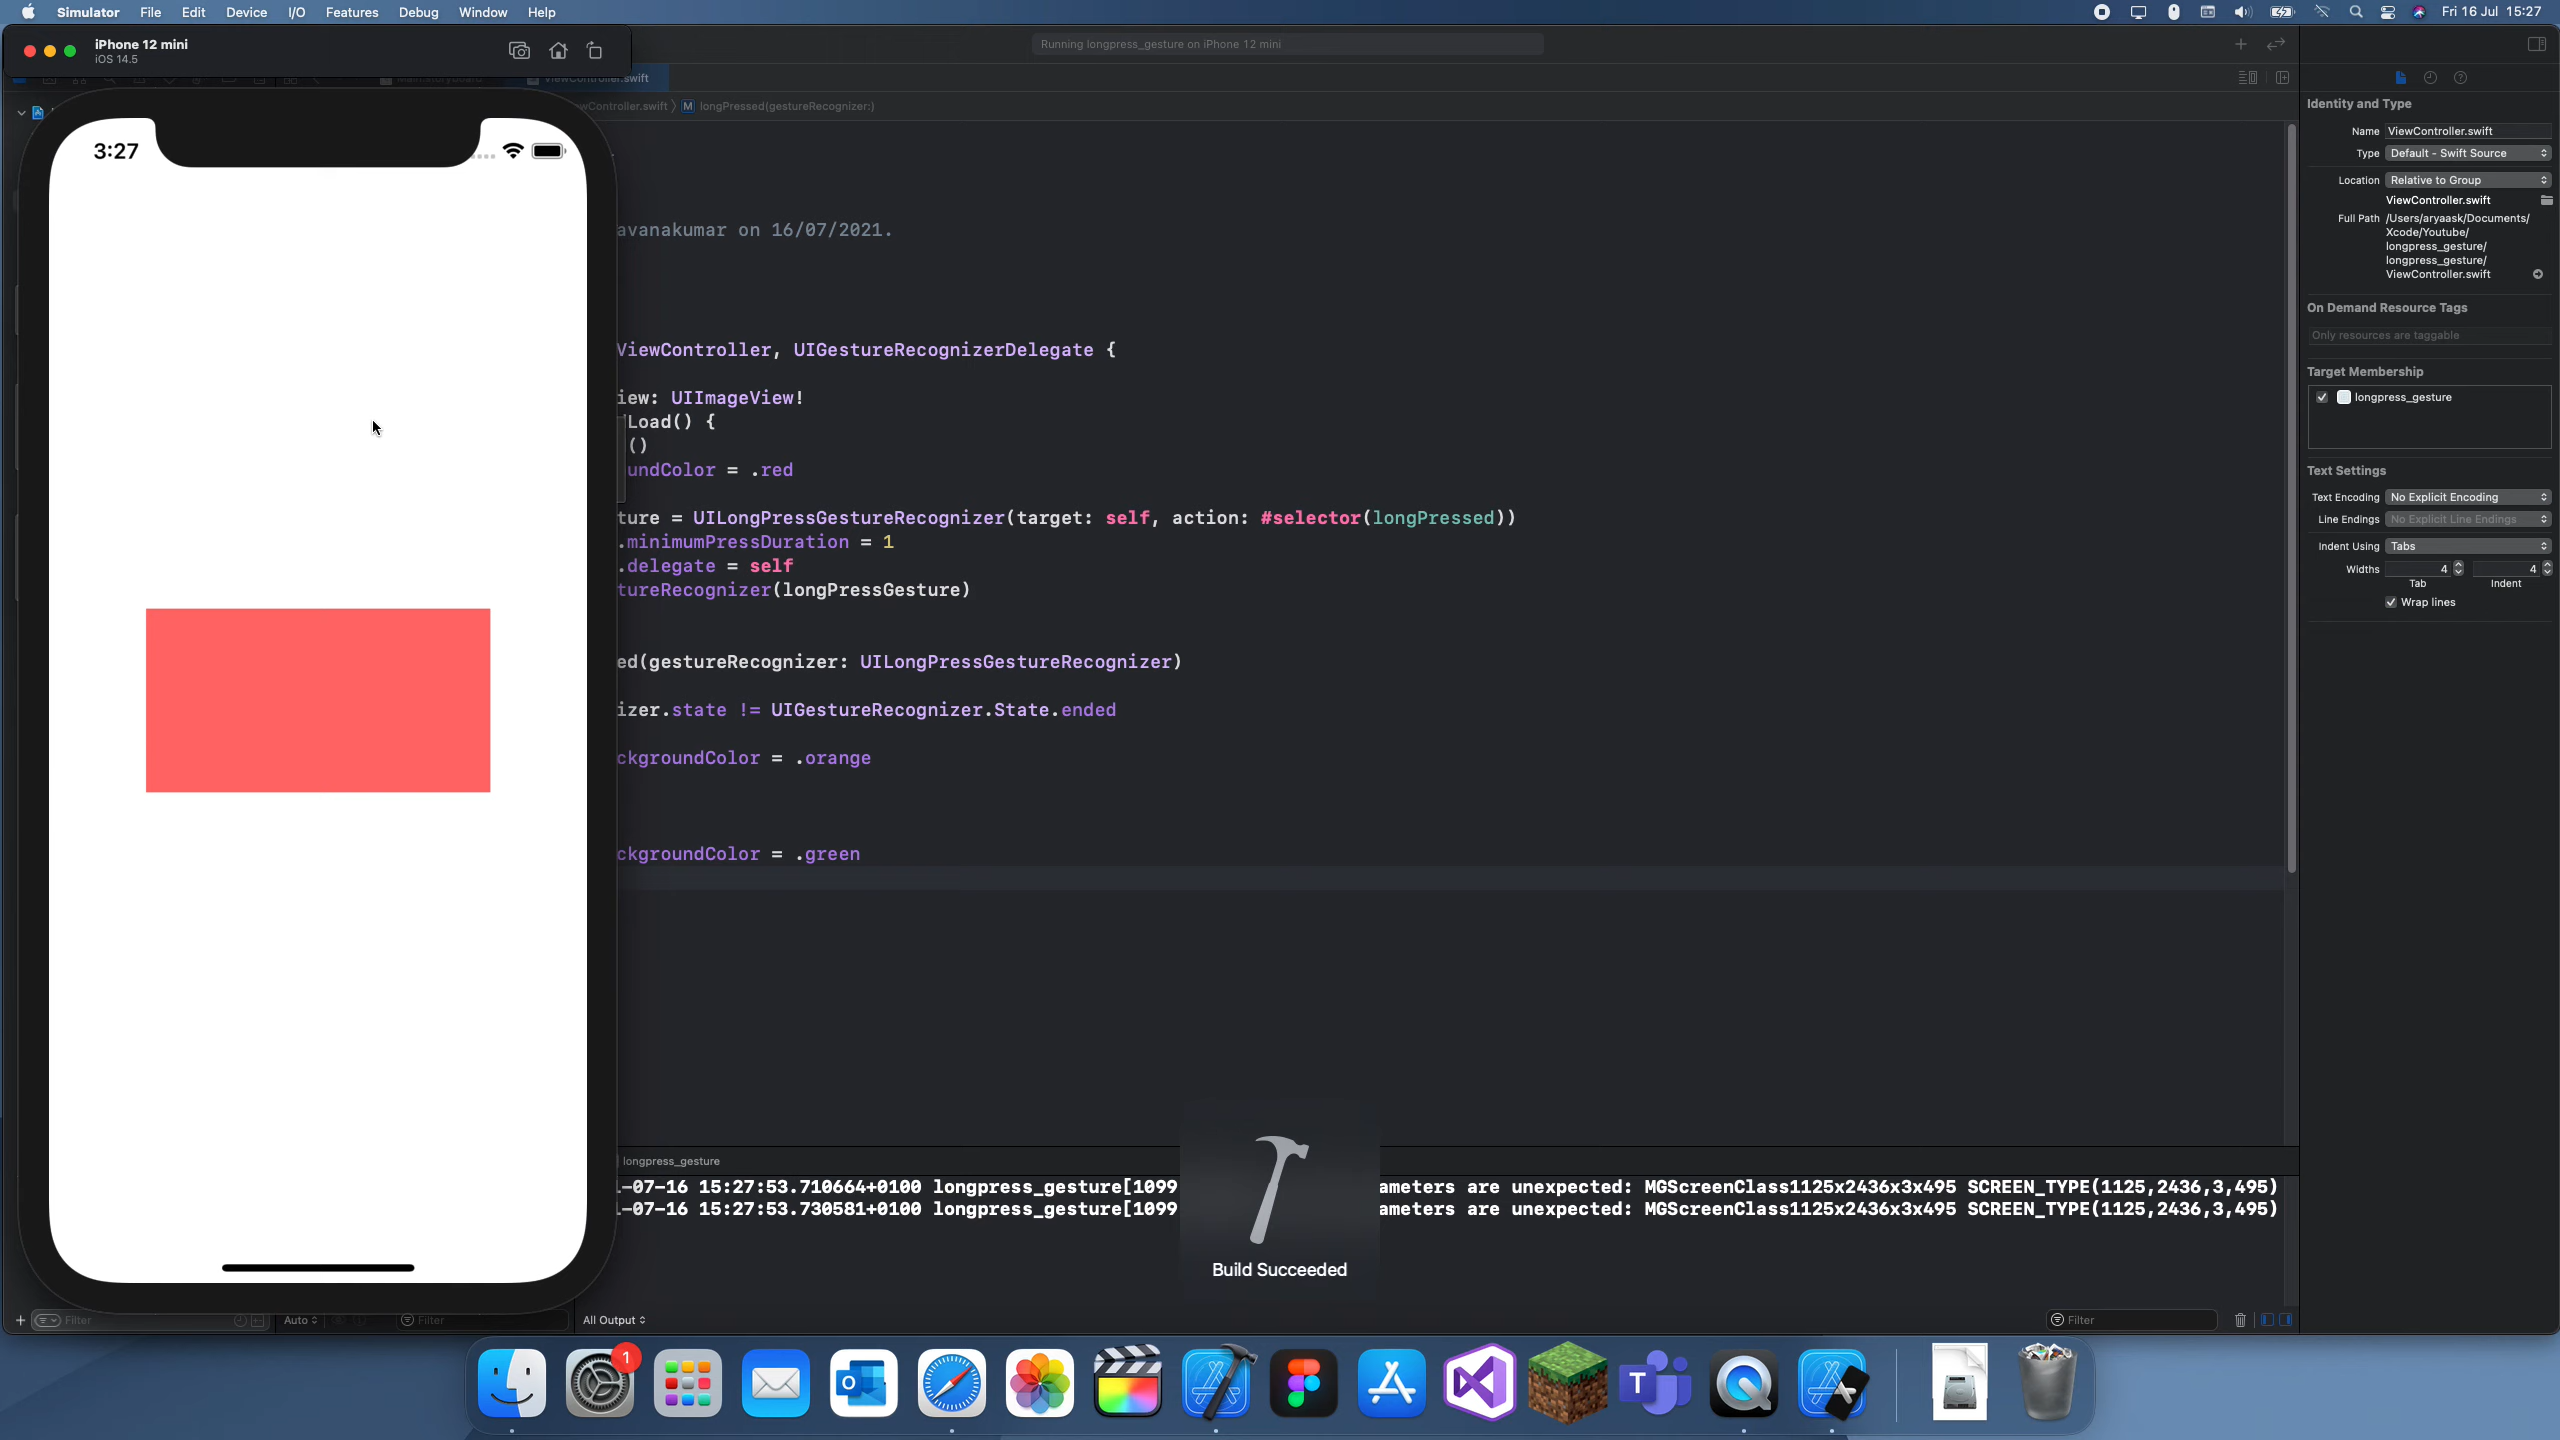 Simulator File Edit Device I/O Features Debug Window Help
Fri 16 Jul 15:27
iPhone 12 mini
iOS 14.5
Running longpress_gesture on iPhone 12 mini
ViewController.swift
longPressed(gestureRecognizer:)
3:27
avanakumar on 16/07/2021.
ViewController, UIGestureRecognizerDelegate {
iew: UIImageView!
Load() {
()
undColor = .red
ture = UILongPressGestureRecognizer(target: self, action: #selector(longPressed))
.minimumPressDuration = 1
.delegate = self
tureRecognizer(longPressGesture)
ed(gestureRecognizer: UILongPressGestureRecognizer)
izer.state != UIGestureRecognizer.State.ended
ckgroundColor = .orange
ckgroundColor = .green
Identity and Type
Name ViewController.swift
Type Default - Swift Source
Location Relative to Group
ViewController.swift
Full Path /Users/aryaask/Documents/
Xcode/Youtube/
longpress_gesture/
longpress_gesture/
ViewController.swift
On Demand Resource Tags
Only resources are taggable
Target Membership
longpress_gesture
Text Settings
Text Encoding No Explicit Encoding
Line Endings No Explicit Line Endings
Indent Using Tabs
Widths 4 4
Tab Indent
Wrap lines
longpress_gesture
-07-16 15:27:53.710664+0100 longpress_gesture[1099 ameters are unexpected: MGScreenClass1125x2436x3x495 SCREEN_TYPE(1125,2436,3,495)
-07-16 15:27:53.730581+0100 longpress_gesture[1099 ameters are unexpected: MGScreenClass1125x2436x3x495 SCREEN_TYPE(1125,2436,3,495)
Build Succeeded
Filter Auto Filter All Output Filter
1